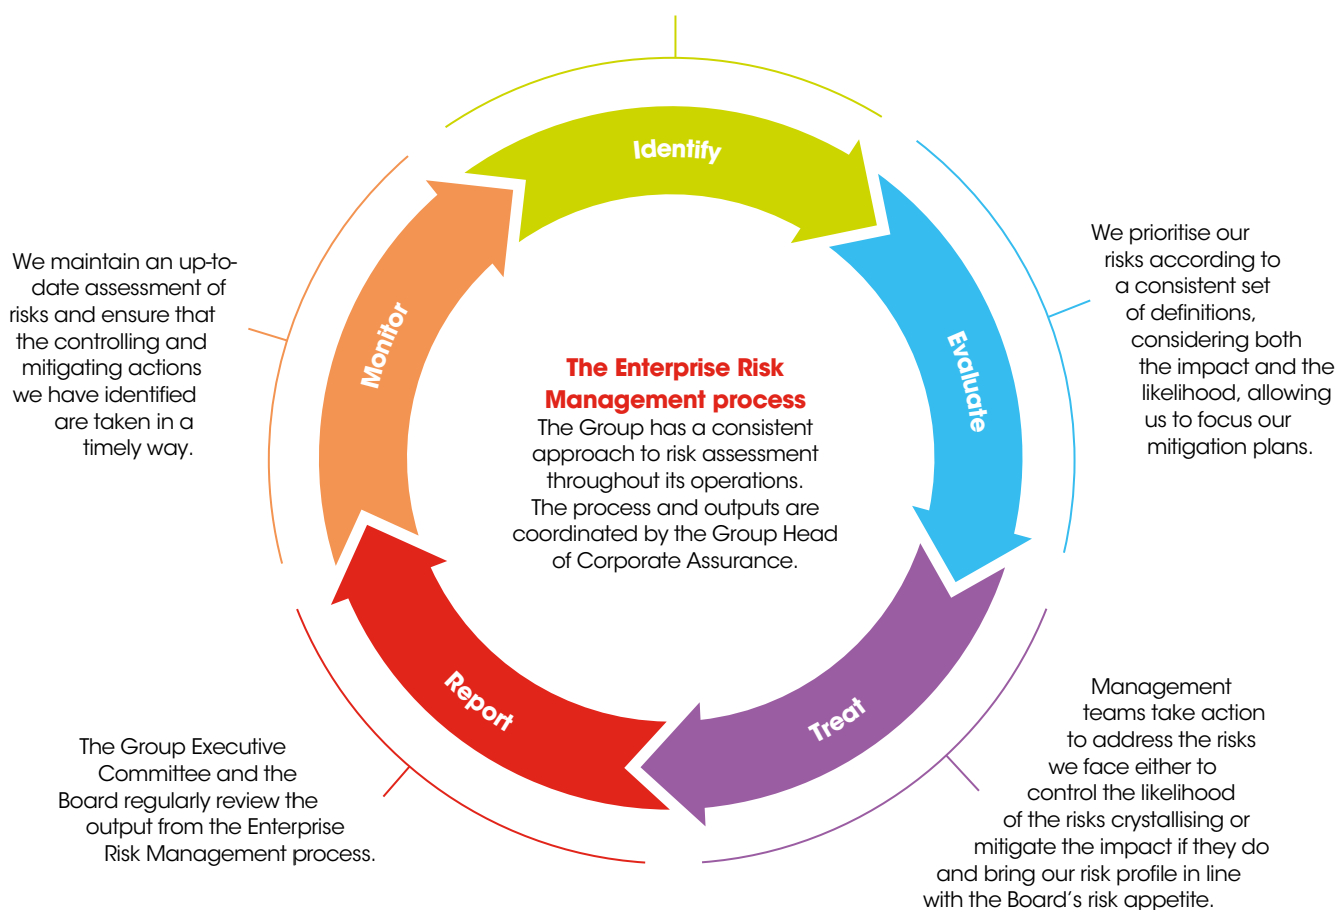 Identify
We prioritise our
risks according to
a consistent set
of definitions,
considering both
the impact and the
likelihood, allowing
us to focus our
mitigation plans.
Evaluate
Management
teams take action
to address the risks
we face either to
control the likelihood
of the risks crystallising or
mitigate the impact if they do
and bring our risk profile in line
with the Board’s risk appetite.
Treat
The Group Executive
Committee and the
Board regularly review the
output from the Enterprise
Risk Management process.
Report
We maintain an up-to-
date assessment of
risks and ensure that
the controlling and
mitigating actions
we have identified
are taken in a
timely way.
Monitor
The Enterprise Risk
Management process
The Group has a consistent
approach to risk assessment
throughout its operations.
The process and outputs are
coordinated by the Group Head
of Corporate Assurance.